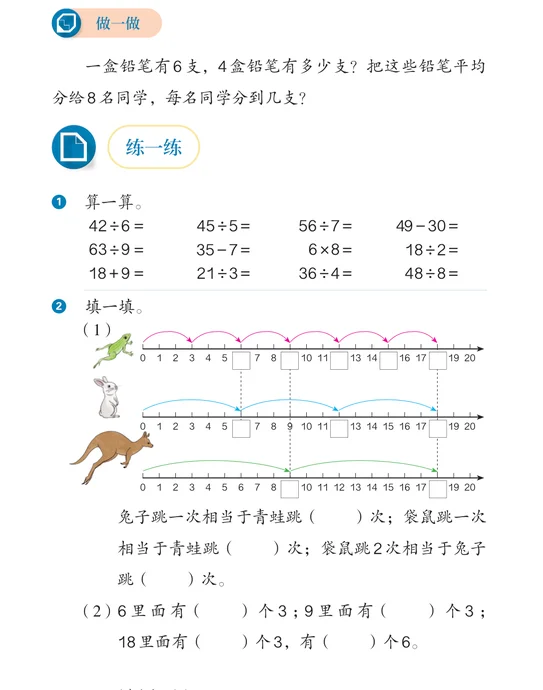 做一做
一盒铅笔有6支，4盒铅笔有多少支？把这些铅笔平均
分给8名同学，每名同学分到几支？
练一练
1 算一算。
42÷6= 45÷5= 56÷7= 49-30=
63÷9= 35-7= 6×8= 18÷2=
18+9= 21÷3= 36÷4= 48÷8=
2 填一填。
（1）
0 1 2 3 4 5 7 8 10 11 13 14 16 17 19 20
0 1 2 3 4 5 7 8 9 10 11 13 14 15 16 17 19 20
0 1 2 3 4 5 6 7 8 10 11 12 13 14 15 16 17 19 20
兔子跳一次相当于青蛙跳（ ）次；袋鼠跳一次
相当于青蛙跳（ ）次；袋鼠跳2次相当于兔子
跳（ ）次。
（2）6里面有（ ）个3；9里面有（ ）个3；
18里面有（ ）个3，有（ ）个6。